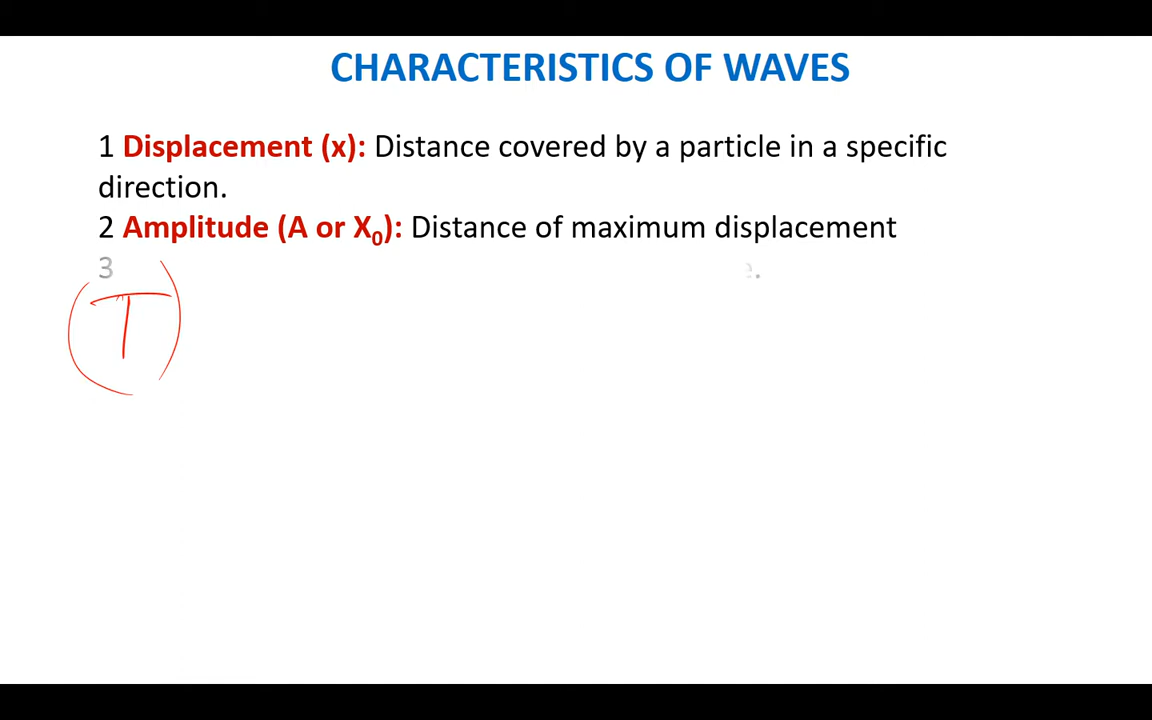 CHARACTERISTICS OF WAVES
1 Displacement (x): Distance covered by a particle in a specific
direction.
2 Amplitude (A or X₀): Distance of maximum displacement
3
(T)